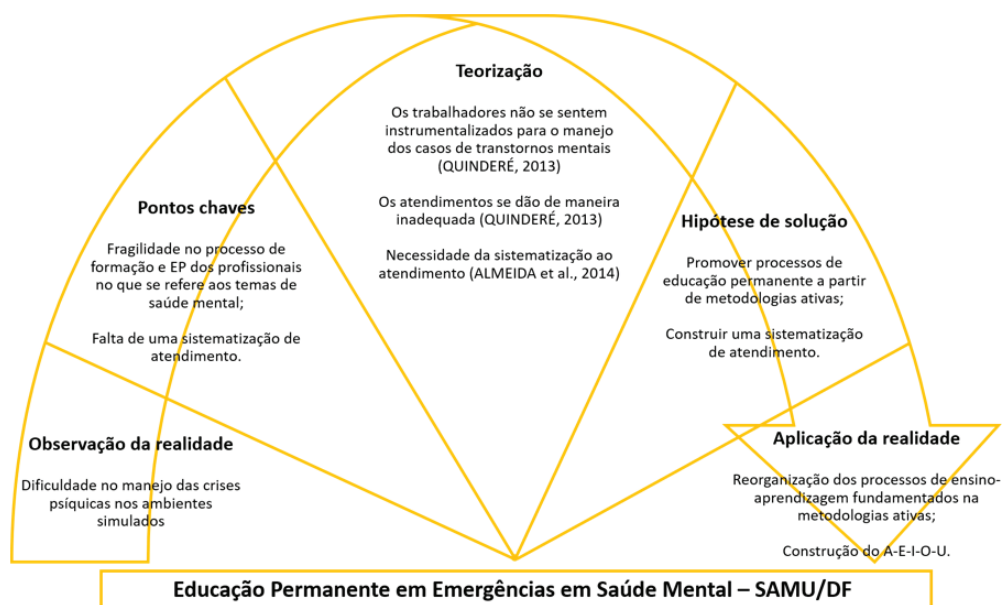 Observação da realidade
Dificuldade no manejo das crises
psíquicas nos ambientes
simulados
Pontos chaves
Fragilidade no processo de
formação e EP dos profissionais
no que se refere aos temas de
saúde mental;
Falta de uma sistematização de
atendimento.
Teorização
Os trabalhadores não se sentem
instrumentalizados para o manejo
dos casos de transtornos mentais
(QUINDERÉ, 2013)
Os atendimentos se dão de maneira
inadequada (QUINDERÉ, 2013)
Necessidade da sistematização ao
atendimento (ALMEIDA et al., 2014)
Hipótese de solução
Promover processos de
educação permanente a partir
de metodologias ativas;
Construir uma sistematização
de atendimento.
Aplicação da realidade
Reorganização dos processos de ensino-
aprendizagem fundamentados na
metodologias ativas;
Construção do A-E-I-O-U.
Educação Permanente em Emergências em Saúde Mental – SAMU/DF